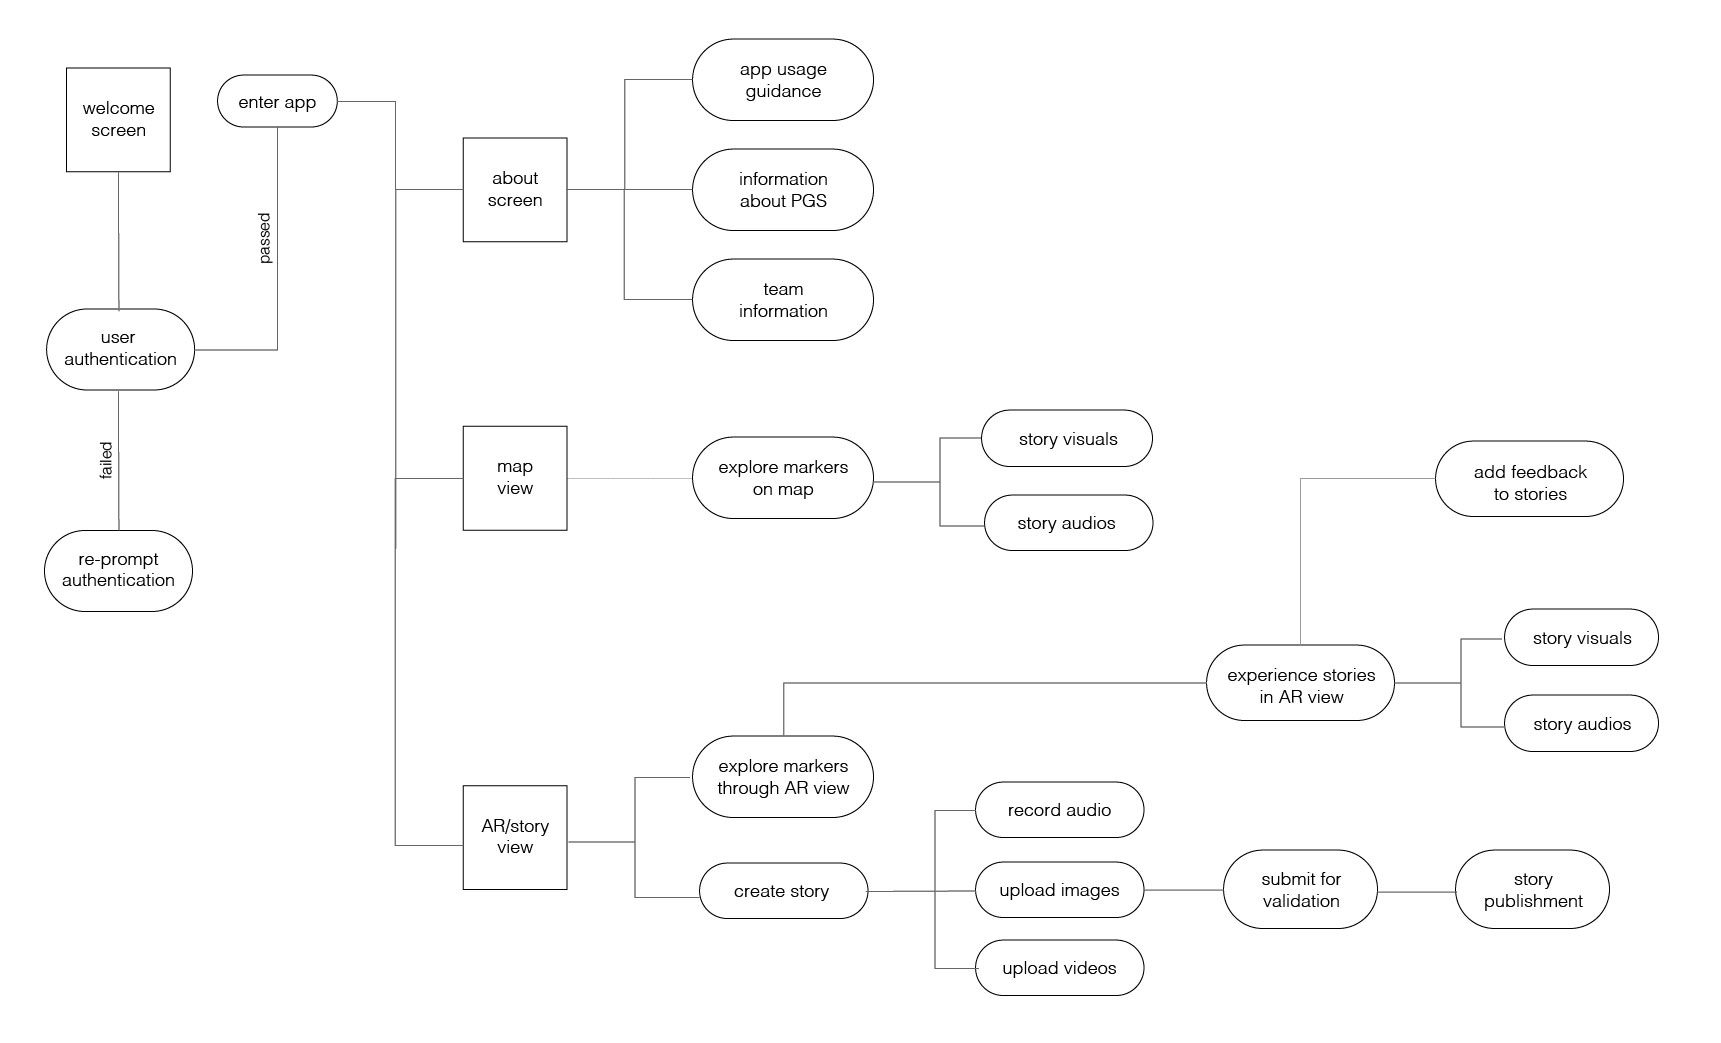 welcome
screen
enter app
passed
user
authentication
failed
re-prompt
authentication
about
screen
app usage
guidance
information
about PGS
team
information
map
view
explore markers
on map
story visuals
story audios
AR/story
view
explore markers
through AR view
experience stories
in AR view
add feedback
to stories
story visuals
story audios
create story
record audio
upload images
upload videos
submit for
validation
story
publishment